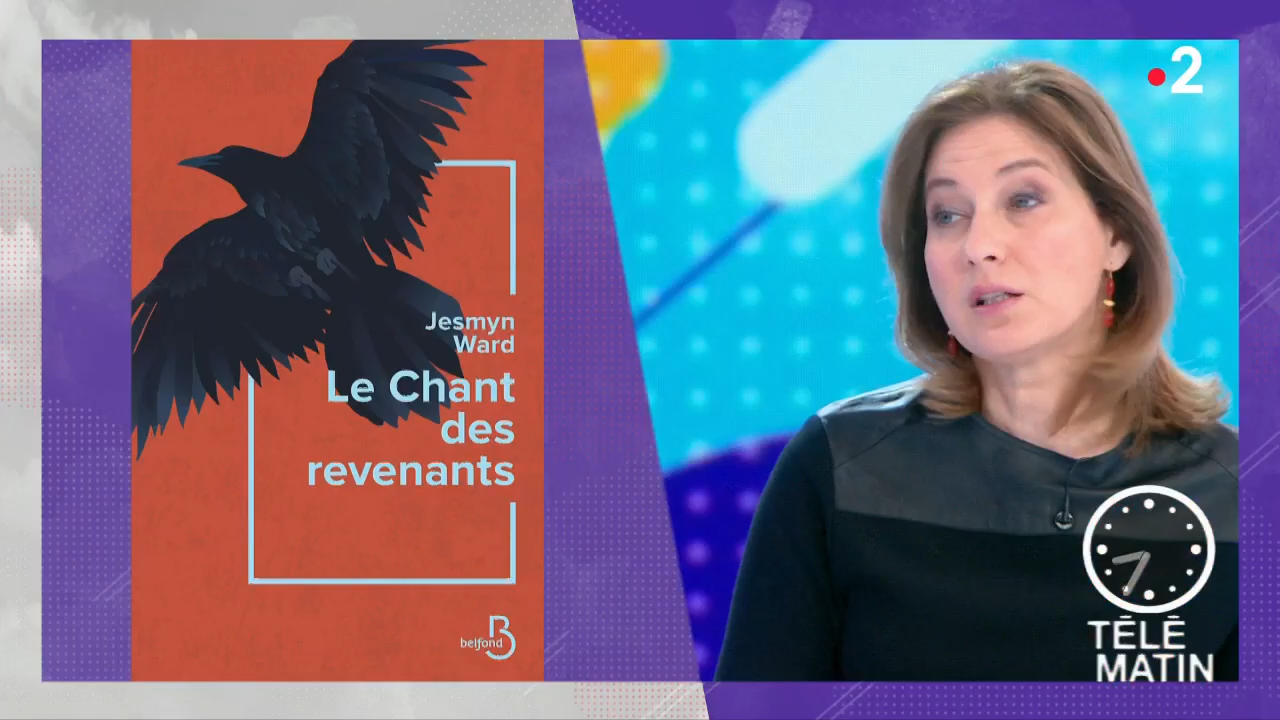 Jesmyn
Ward
Le Chant
des
revenants
belfond
2
TÉLÉ
MATIN